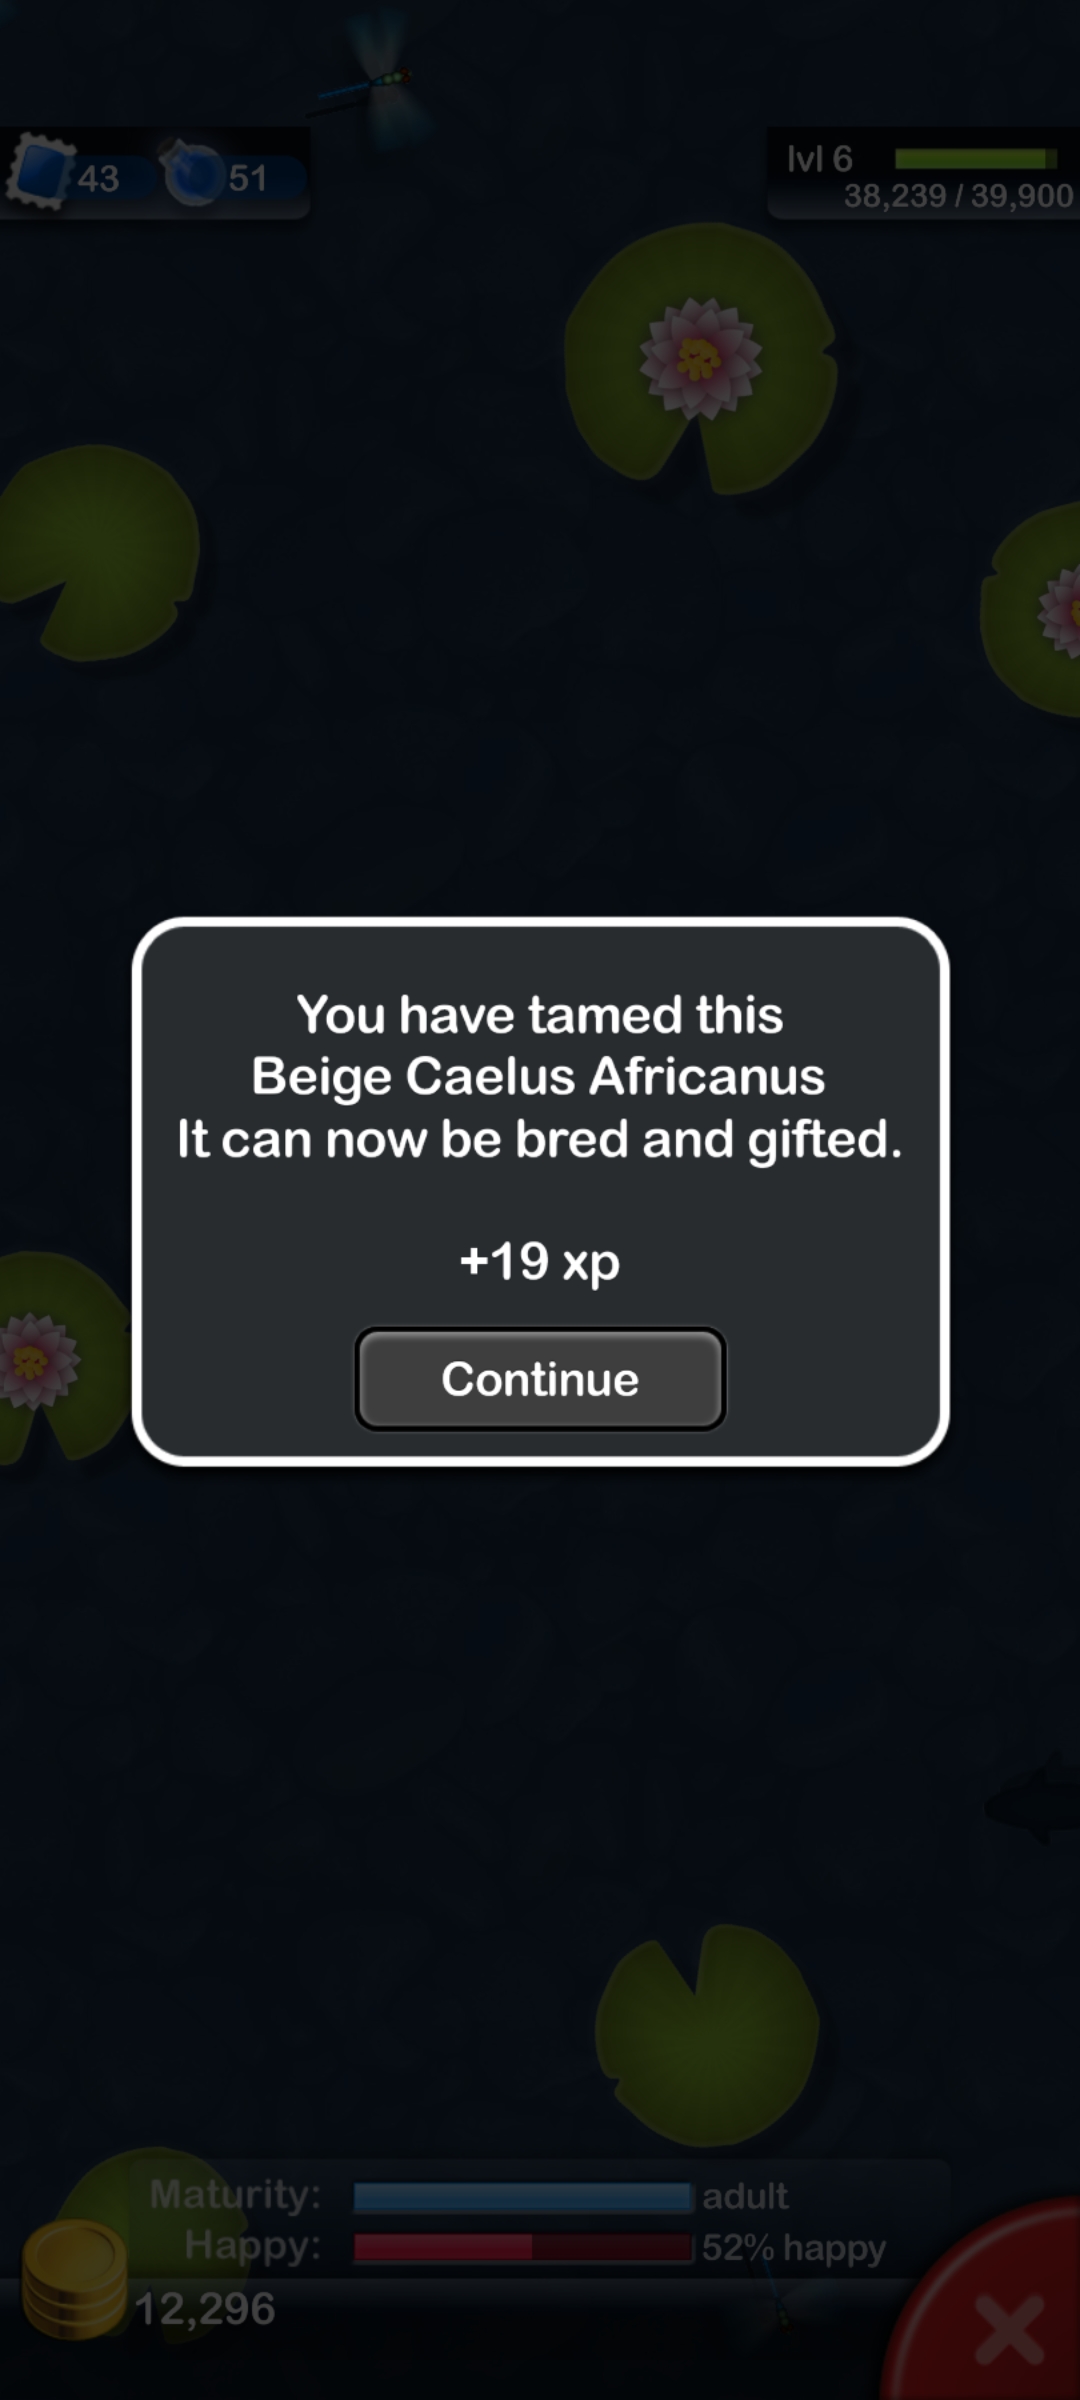 43
51
lvl 6
38,239 / 39,900
You have tamed this
Beige Caelus Africanus
It can now be bred and gifted.
+19 xp
Continue
Maturity: adult
Happy: 52% happy
12,296